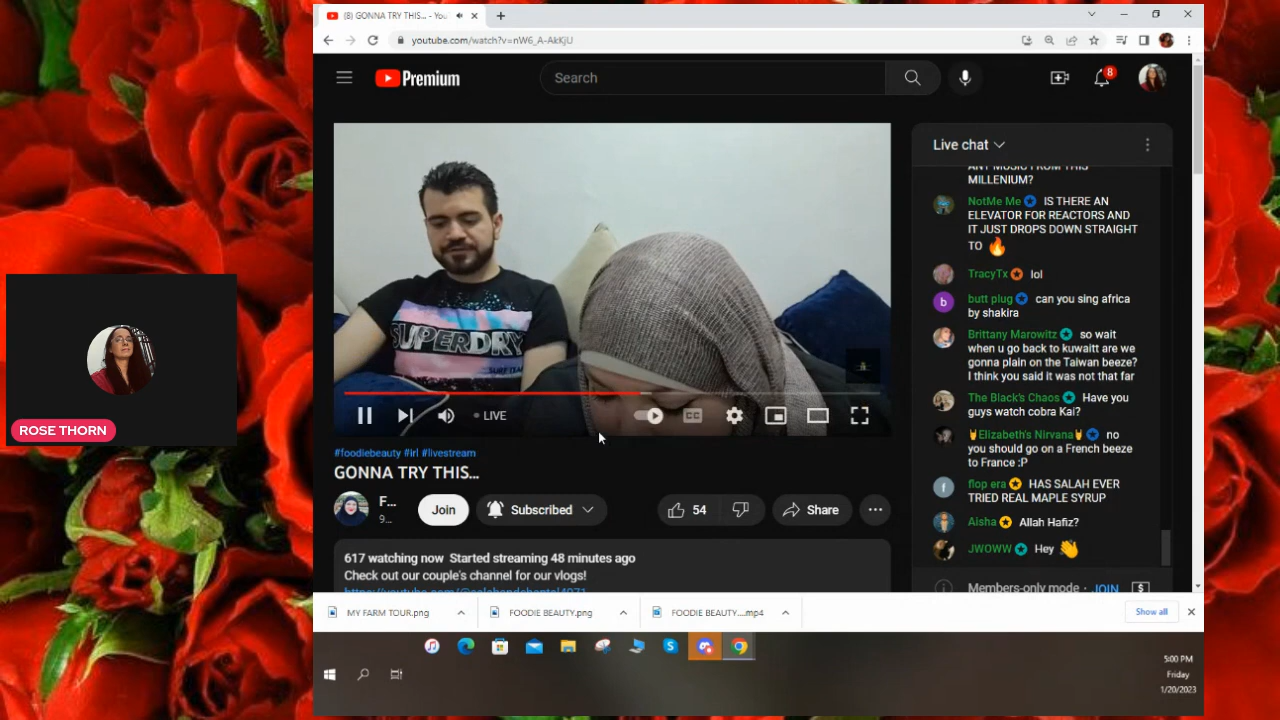 (8) GONNA TRY THIS... - You
youtube.com/watch?v=nW6_A-AkKjU
Premium
Search
8
Live chat
ANY MUSIC FROM THIS
MILLENIUM?
NotMe Me IS THERE AN
ELEVATOR FOR REACTORS AND
IT JUST DROPS DOWN STRAIGHT
TO
TracyTx lol
b
butt plug can you sing africa
by shakira
Brittany Marowitz so wait
when u go back to kuwaitt are we
gonna plain on the Taiwan beeze?
I think you said it was not that far
The Black's Chaos Have you
guys watch cobra Kai?
Elizabeth's Nirvana no
you should go on a French beeze
to France :P
f
flop era HAS SALAH EVER
TRIED REAL MAPLE SYRUP
Aisha Allah Hafiz?
JWOWW Hey
Members-only mode · JOIN
SUPERDRY
LIVE
CC
ROSE THORN
#foodiebeauty #irl #livestream
GONNA TRY THIS...
F...
9...
Join
Subscribed
54
Share
617 watching now Started streaming 48 minutes ago
Check out our couple's channel for our vlogs!
MY FARM TOUR.png
FOODIE BEAUTY.png
FOODIE BEAUTY....mp4
Show all
5:00 PM
Friday
1/20/2023